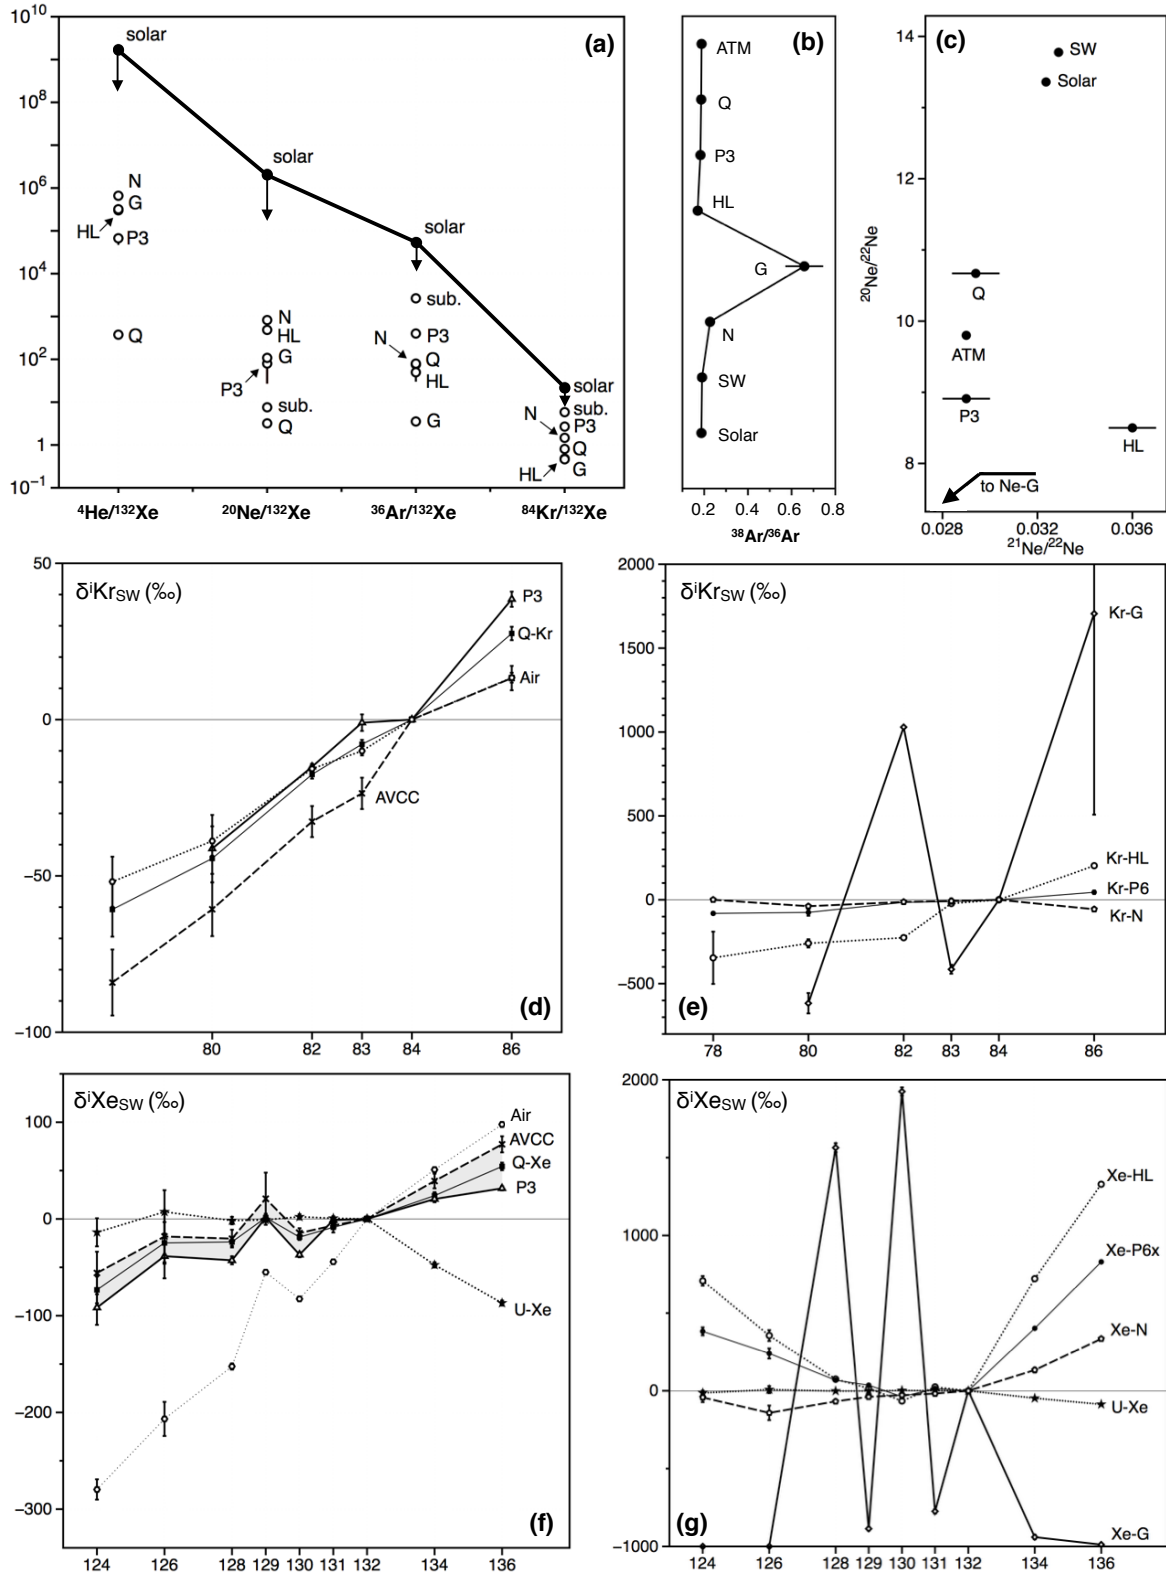 (a)
10^10
10^8
10^6
10^4
10^2
1
10^-1
solar
solar
solar
solar
N
G
HL
P3
Q
N
HL
G
P3
sub.
Q
sub.
P3
N
Q
HL
G
sub.
N
P3
Q
HL
G
⁴He/¹³²Xe
²⁰Ne/¹³²Xe
³⁶Ar/¹³²Xe
⁸⁴Kr/¹³²Xe
(b)
ATM
Q
P3
HL
G
N
SW
Solar
0.2 0.4 0.6 0.8
³⁸Ar/³⁶Ar
(c)
14
12
10
8
²⁰Ne/²²Ne
SW
Solar
Q
ATM
P3
HL
to Ne-G
0.028 0.032 0.036
²¹Ne/²²Ne
δⁱKrSW (‰)
50
0
−50
−100
P3
Q-Kr
Air
AVCC
(d)
80 82 83 84 86
δⁱKrSW (‰)
2000
1500
1000
500
0
−500
Kr-G
Kr-HL
Kr-P6
Kr-N
(e)
78 80 82 83 84 86
δⁱXeSW (‰)
100
0
−100
−200
−300
Air
AVCC
Q-Xe
P3
U-Xe
(f)
124 126 128 129 130 131 132 134 136
δⁱXeSW (‰)
2000
1000
0
−1000
Xe-HL
Xe-P6x
Xe-N
U-Xe
Xe-G
(g)
124 126 128 129 130 131 132 134 136